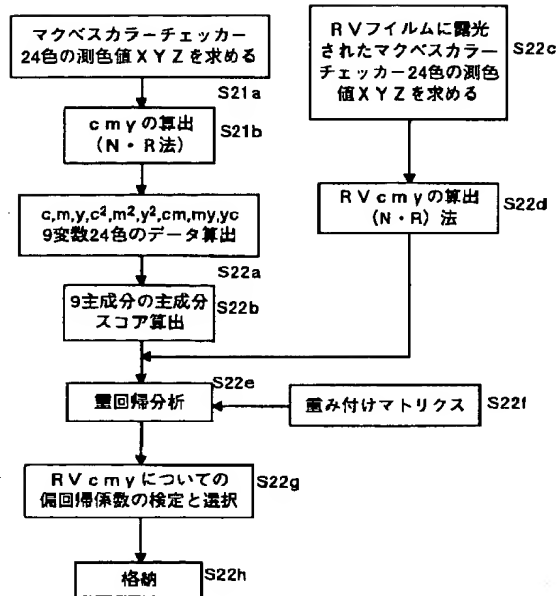 マクベスカラーチェッカー
24色の測色値XYZを求める
S21a
cmyの算出
(N・R法)
S21b
c,m,y,c²,m²,y²,cm,my,yc
9変数24色のデータ算出
S22a
9主成分の主成分
スコア算出
S22b
RVフイルムに露光
されたマクベスカラー
チェッカー24色の測色
値XYZを求める
S22c
RVcmyの算出
(N・R)法
S22d
S22e
重回帰分析
重み付けマトリクス
S22f
RVcmyについての
偏回帰係数の検定と選択
S22g
格納
S22h